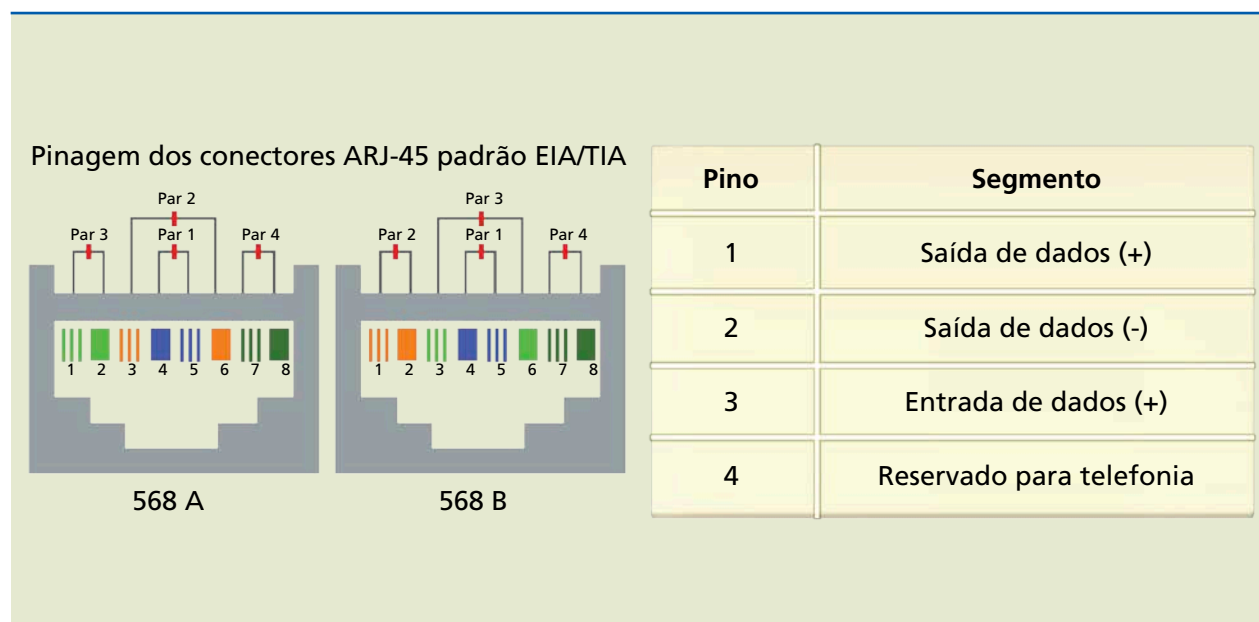 Pinagem dos conectores ARJ-45 padrão EIA/TIA
Par 2
Par 3 Par 1 Par 4
1 2 3 4 5 6 7 8
568 A
Par 3
Par 2 Par 1 Par 4
1 2 3 4 5 6 7 8
568 B
Pino Segmento
1 Saída de dados (+)
2 Saída de dados (-)
3 Entrada de dados (+)
4 Reservado para telefonia